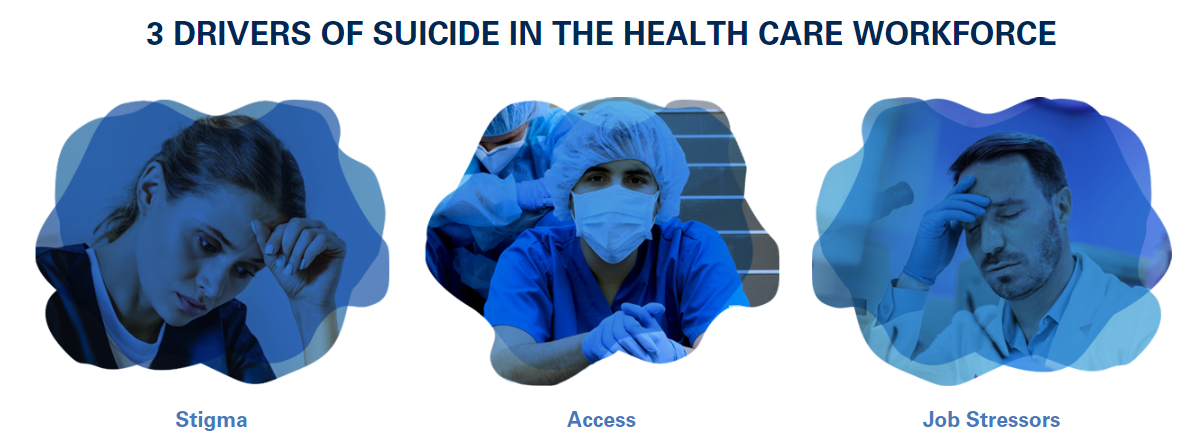 3 DRIVERS OF SUICIDE IN THE HEALTH CARE WORKFORCE
Stigma
Access
Job Stressors